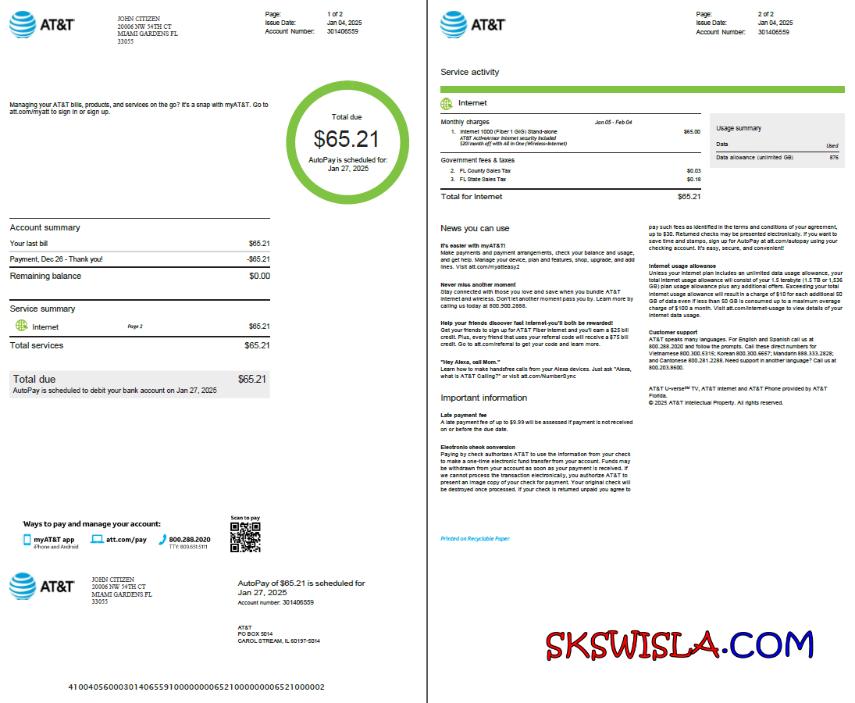 AT&T
JOHN CITIZEN
20006 NW 54TH CT
MIAMI GARDENS FL
33055
Page: 1 of 2
Issue Date: Jan 04, 2025
Account Number: 301406559
Managing your AT&T bills, products, and services on the go? It's a snap with myAT&T. Go to
att.com/myatt to sign in or sign up.
Total due
$65.21
AutoPay is scheduled for:
Jan 27, 2025
Account summary
Your last bill $65.21
Payment, Dec 26 - Thank you! -$65.21
Remaining balance $0.00
Service summary
Internet Page 2 $65.21
Total services $65.21
Total due $65.21
AutoPay is scheduled to debit your bank account on Jan 27, 2025
Ways to pay and manage your account:
myAT&T app
iPhone and Android
att.com/pay
800.288.2020
Scan to pay
AT&T
JOHN CITIZEN
20006 NW 54TH CT
MIAMI GARDENS FL
33055
AutoPay of $65.21 is scheduled for
Jan 27, 2025
Account number: 301406559
AT&T
PO BOX 5014
CAROL STREAM, IL 60197-5014
AT&T
Page: 2 of 2
Issue Date: Jan 04, 2025
Account Number: 301406559
Service activity
Internet
Monthly charges Jan 05 - Feb 04
1. Internet 1000 (Fiber 1 GIG) Stand-alone $65.00
AT&T ActiveArmor Internet security included
$20/month off with All in One (Wireless+Internet)
Government fees & taxes
2. FL County Sales Tax $0.03
3. FL State Sales Tax $0.18
Total for Internet $65.21
Usage summary
Data Used
Data allowance (unlimited GB) 876
News you can use
It's easier with myAT&T!
Make payments and payment arrangements, check your balance and usage,
and get help. Manage your device, plan and features, shop, upgrade, and add
lines. Visit att.com/myatteasy2
Never miss another moment
Stay connected with those you love and save when you bundle AT&T
Internet and wireless. Don't let another moment pass you by. Learn more by
calling us today at 800.900.2866.
Help your friends discover fast Internet-you'll both be rewarded!
Get your friends to sign up for AT&T Fiber Internet and you'll earn a $25 bill
credit. Plus, every friend that uses your referral code will receive a $75 bill
credit. Go to att.com/referral to get your code and learn more.
"Hey Alexa, call Mom."
Learn how to make handsfree calls from your Alexa devices. Just ask "Alexa,
what is AT&T Calling?" or visit att.com/NumberSync
Important information
Late payment fee
A late payment fee of up to $9.99 will be assessed if payment is not received
on or before the due date.
Electronic check conversion
Paying by check authorizes AT&T to use the information from your check
to make a one-time electronic fund transfer from your account. Funds may
be withdrawn from your account as soon as your payment is received. If
we cannot process the transaction electronically, you authorize AT&T to
present an image copy of your check for payment. Your original check will
be destroyed once processed. If your check is returned unpaid you agree to
pay such fees as identified in the terms and conditions of your agreement,
up to $30. Returned checks may be presented electronically. If you want to
save time and stamps, sign up for AutoPay at att.com/autopay using your
checking account. It's easy, secure, and convenient!
Internet usage allowance
Unless your Internet plan includes an unlimited data usage allowance, your
total Internet allowance will consist of your 1.5 terabyte (1.5 TB or 1,536
GB) plan usage allowance plus any additional offers. Exceeding your total
Internet usage allowance will result in a charge of $10 for each additional 50
GB of data even if less than 50 GB is consumed up to a maximum overage
charge of $100 a month. Visit att.com/internet-usage to view details of your
Internet data usage.
Customer support
AT&T speaks many languages. For English and Spanish call us at
800.288.2020 and follow the prompts. Call these direct numbers for
Vietnamese 800.300.5315; Korean 800.300.6657; Mandarin 888.333.2828;
and Cantonese 800.281.2288. Need support in another language? Call us at
800.203.8600.
AT&T U-verse℠ TV, AT&T Internet and AT&T Phone provided by AT&T
Florida.
© 2025 AT&T Intellectual Property. All rights reserved.
Printed on Recyclable Paper
SKSWISLA.COM